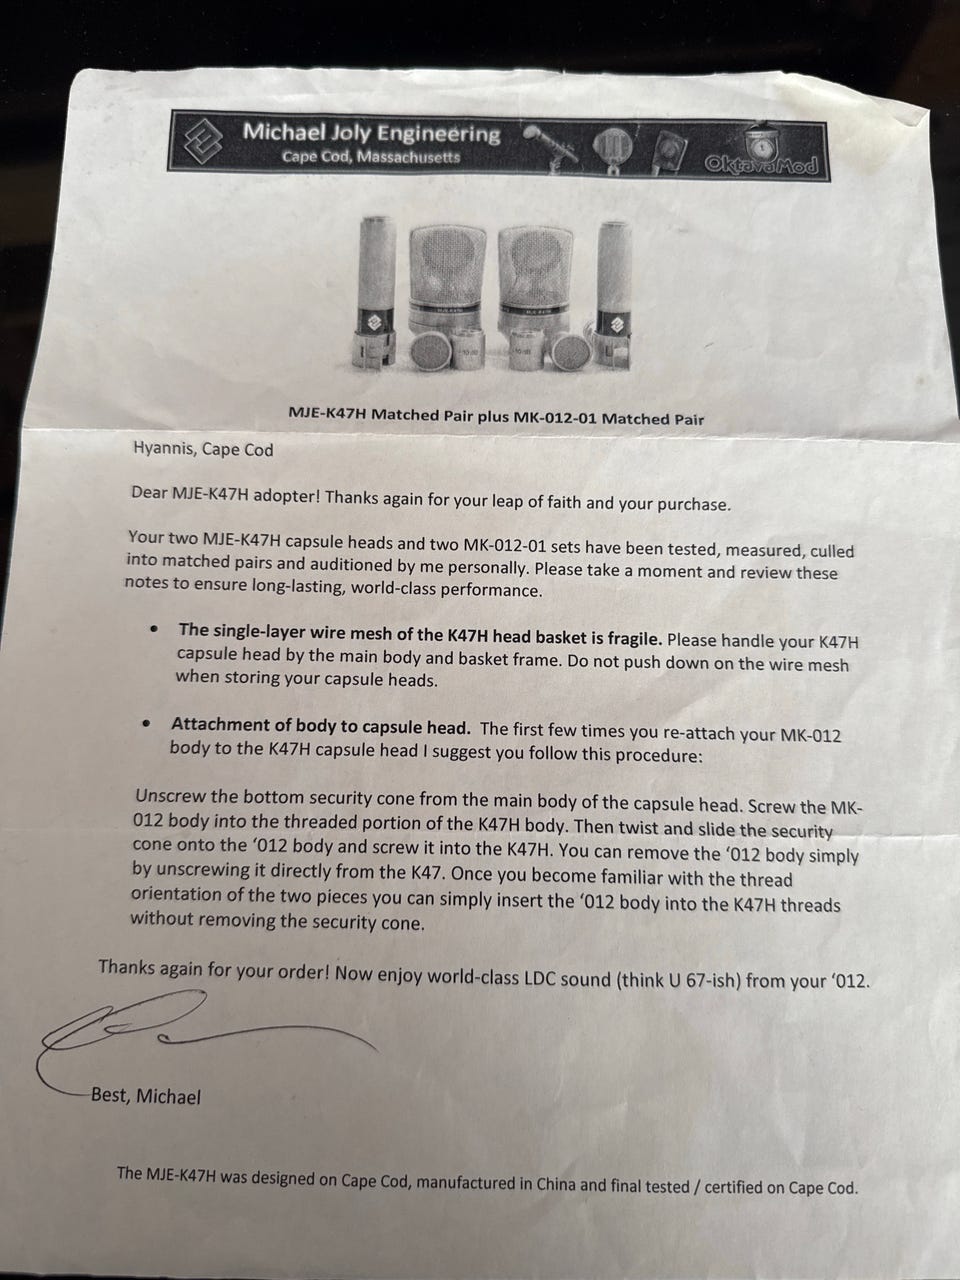 Michael Joly Engineering
Cape Cod, Massachusetts
OktavaMod
MJE-K47H Matched Pair plus MK-012-01 Matched Pair
Hyannis, Cape Cod
Dear MJE-K47H adopter! Thanks again for your leap of faith and your purchase.
Your two MJE-K47H capsule heads and two MK-012-01 sets have been tested, measured, culled
into matched pairs and auditioned by me personally. Please take a moment and review these
notes to ensure long-lasting, world-class performance.
• The single-layer wire mesh of the K47H head basket is fragile. Please handle your K47H
capsule head by the main body and basket frame. Do not push down on the wire mesh
when storing your capsule heads.
• Attachment of body to capsule head. The first few times you re-attach your MK-012
body to the K47H capsule head I suggest you follow this procedure:
Unscrew the bottom security cone from the main body of the capsule head. Screw the MK-
012 body into the threaded portion of the K47H body. Then twist and slide the security
cone onto the ‘012 body and screw it into the K47H. You can remove the ‘012 body simply
by unscrewing it directly from the K47. Once you become familiar with the thread
orientation of the two pieces you can simply insert the ‘012 body into the K47H threads
without removing the security cone.
Thanks again for your order! Now enjoy world-class LDC sound (think U 67-ish) from your ‘012.
Best, Michael
The MJE-K47H was designed on Cape Cod, manufactured in China and final tested / certified on Cape Cod.